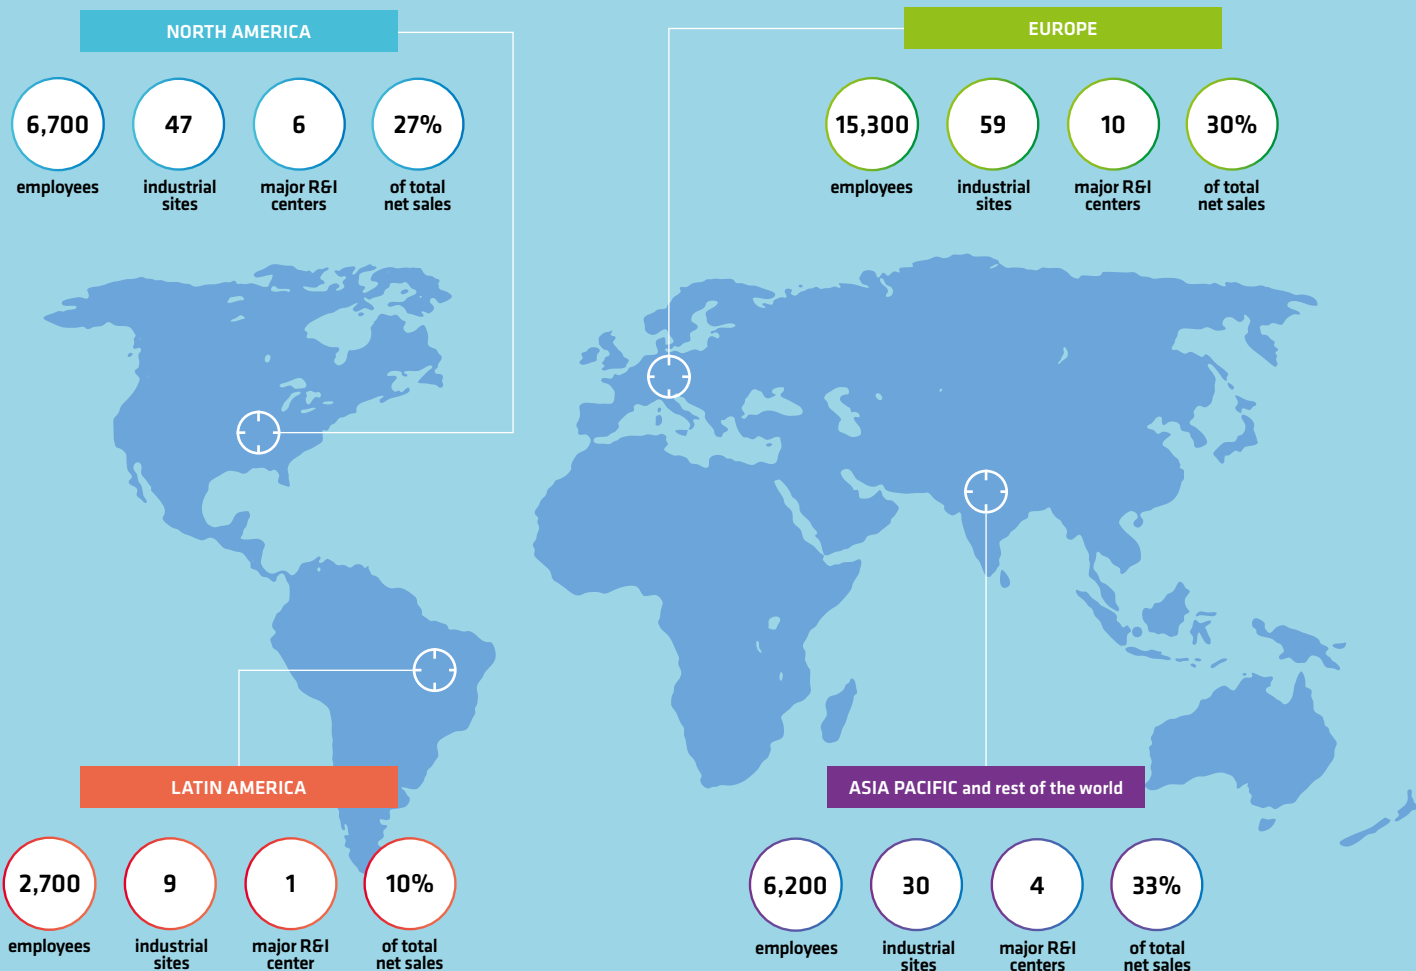 NORTH AMERICA
6,700
47
6
27%
employees
industrial
sites
major R&I
centers
of total
net sales
EUROPE
15,300
59
10
30%
employees
industrial
sites
major R&I
centers
of total
net sales
LATIN AMERICA
2,700
9
1
10%
employees
industrial
sites
major R&I
center
of total
net sales
ASIA PACIFIC and rest of the world
6,200
30
4
33%
employees
industrial
sites
major R&I
centers
of total
net sales